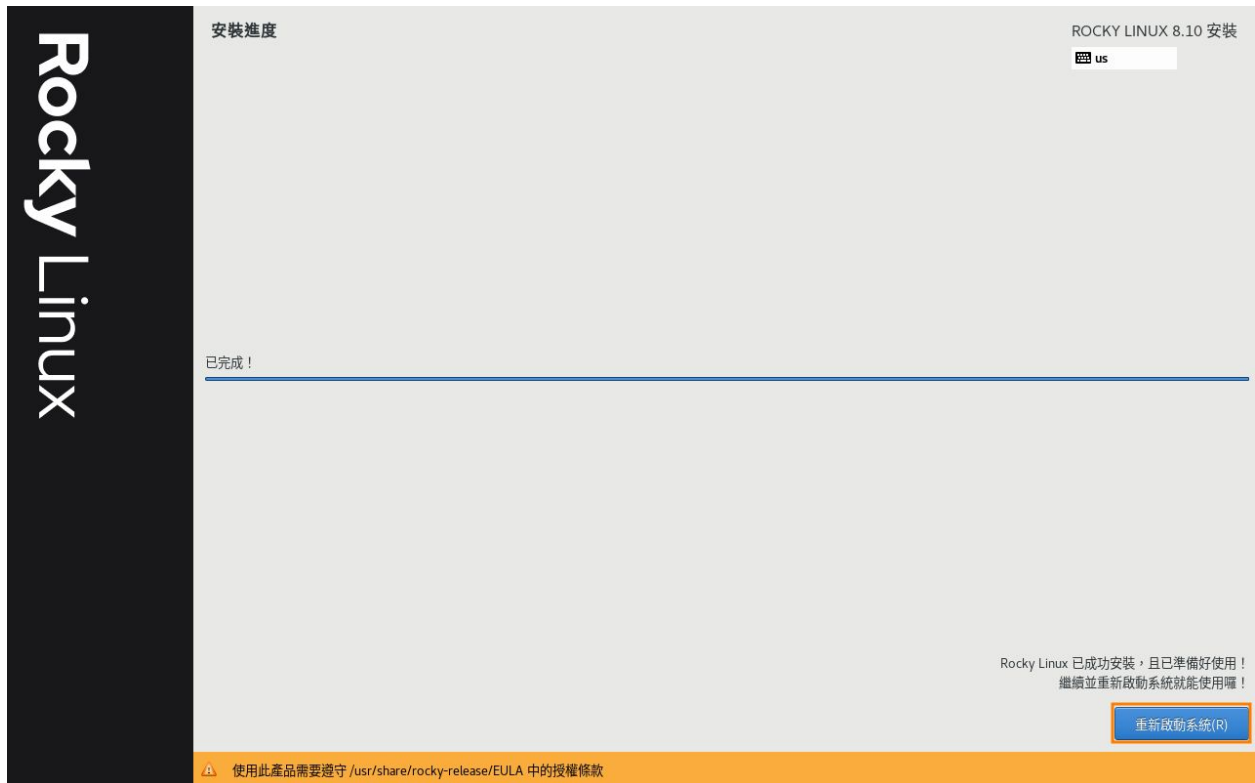 Rocky Linux
安裝進度
ROCKY LINUX 8.10 安裝
us
已完成！
Rocky Linux 已成功安裝，且已準備好使用！
繼續並重新啟動系統就能使用囉！
重新啟動系統(R)
使用此產品需要遵守 /usr/share/rocky-release/EULA 中的授權條款